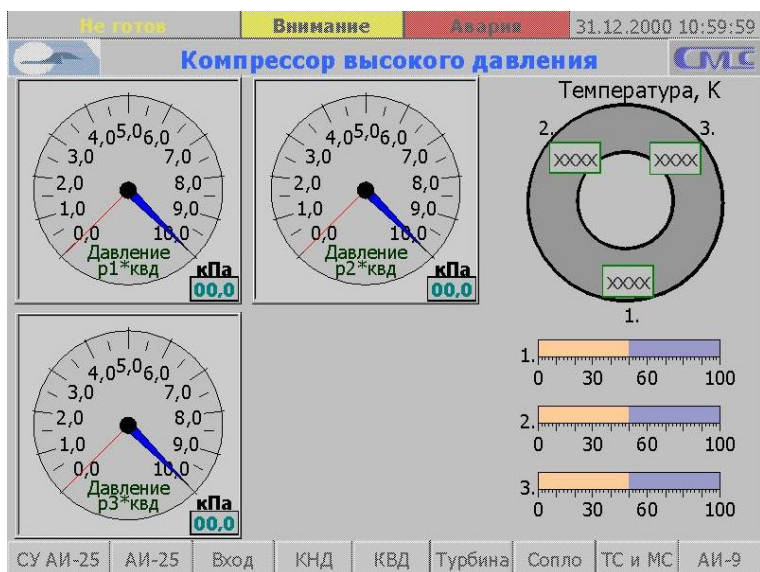 Не готов Внимание Авария 31.12.2000 10:59:59
Компрессор высокого давления СМС
0,0 1,0 2,0 3,0 4,0 5,0 6,0 7,0 8,0 9,0 10,0
Давление
р1*квд
кПа
00,0
0,0 1,0 2,0 3,0 4,0 5,0 6,0 7,0 8,0 9,0 10,0
Давление
р2*квд
кПа
00,0
Температура, К
2. 3.
XXXX XXXX
XXXX
1.
0,0 1,0 2,0 3,0 4,0 5,0 6,0 7,0 8,0 9,0 10,0
Давление
р3*квд
кПа
00,0
1.
0 30 60 100
2.
0 30 60 100
3.
0 30 60 100
СУ АИ-25 АИ-25 Вход КНД КВД Турбина Сопло ТС и МС АИ-9